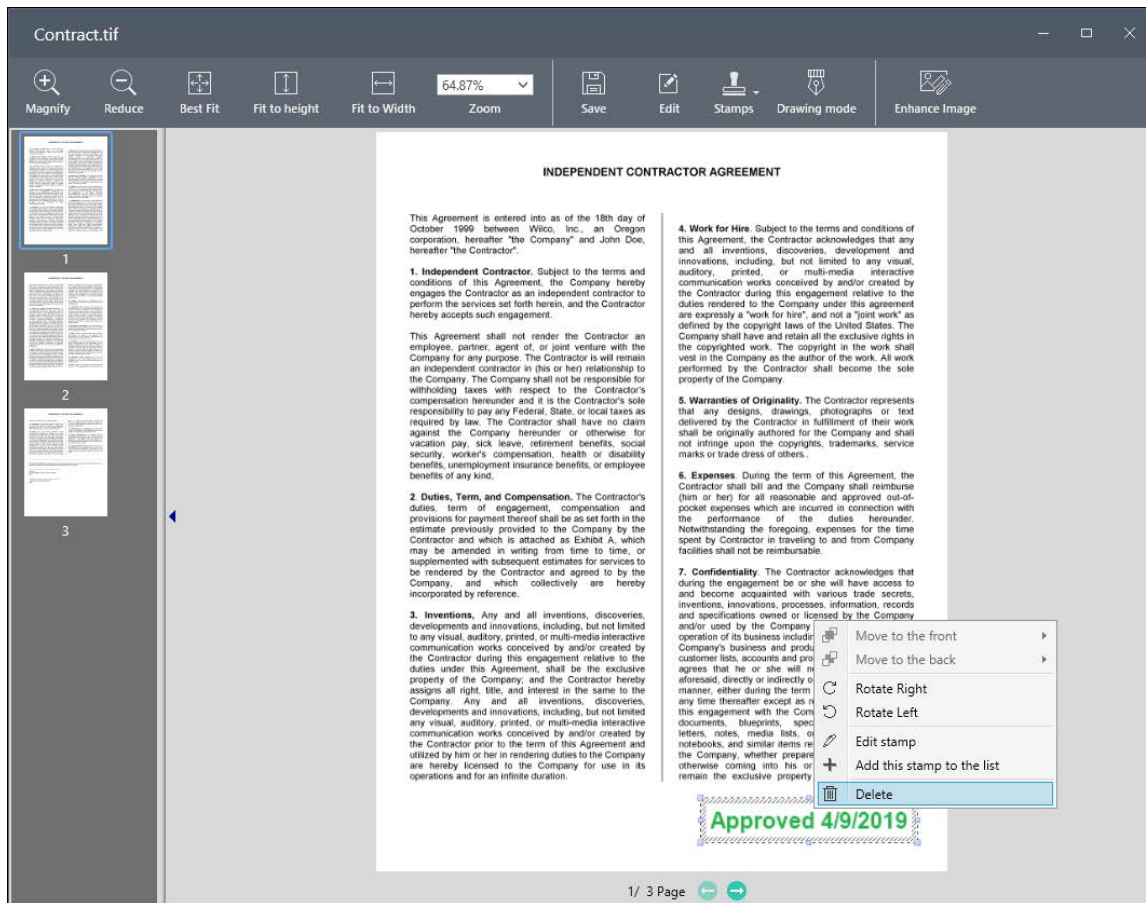 Contract.tif
Magnify
Reduce
Best Fit
Fit to height
Fit to Width
64.87%
Zoom
Save
Edit
Stamps
Drawing mode
Enhance Image
1
2
3
INDEPENDENT CONTRACTOR AGREEMENT
This Agreement is entered into as of the 18th day of
October 1999 between Wilco, Inc., an Oregon
corporation, hereafter "the Company" and John Doe,
hereafter "the Contractor".
1. Independent Contractor. Subject to the terms and
conditions of this Agreement, the Company hereby
engages the Contractor as an independent contractor to
perform the services set forth herein, and the Contractor
hereby accepts such engagement.
This Agreement shall not render the Contractor an
employee, partner, agent of, or joint venture with the
Company for any purpose. The Contractor is will remain
an independent contractor in (his or her) relationship to
the Company. The Company shall not be responsible for
withholding taxes with respect to the Contractor's
compensation hereunder and it is the Contractor's sole
responsibility to pay any Federal, State, or local taxes as
required by law. The Contractor shall have no claim
against the Company hereunder or otherwise for
vacation pay, sick leave, retirement benefits, social
security, worker's compensation, health or disability
benefits, unemployment insurance benefits, or employee
benefits of any kind,
2. Duties, Term, and Compensation. The Contractor's
duties, term of engagement, compensation and
provisions for payment thereof shall be as set forth in the
estimate previously provided to the Company by the
Contractor and which is attached as Exhibit A, which
may be amended in writing from time to time, or
supplemented with subsequent estimates for services to
be rendered by the Contractor and agreed to by the
Company, and which collectively are hereby
incorporated by reference.
3. Inventions, Any and all inventions, discoveries,
developments and innovations, including, but not limited
to any visual, auditory, printed, or multi-media interactive
communication works conceived by and/or created by
the Contractor during this engagement relative to the
duties under this Agreement, shall be the exclusive
property of the Company; and the Contractor hereby
assigns all right, title, and interest in the same to the
Company. Any and all inventions, discoveries,
developments and innovations, including, but not limited
any visual, auditory, printed, or multi-media interactive
communication works conceived by and/or created by
the Contractor prior to the term of this Agreement and
utilized by him or her in rendering duties to the Company
are hereby licensed to the Company for use in its
operations and for an infinite duration.
4. Work for Hire. Subject to the terms and conditions of
this Agreement, the Contractor acknowledges that any
and all inventions, discoveries, development and
innovations, including, but not limited to any visual,
auditory, printed, or multi-media interactive
communication works conceived by and/or created by
the Contractor during this engagement relative to the
duties rendered to the Company under this agreement
are expressly a "work for hire", and not a "joint work" as
defined by the copyright laws of the United States. The
Company shall have and retain all the exclusive rights in
the copyrighted work. The copyright in the work shall
vest in the Company as the author of the work. All work
performed by the Contractor shall become the sole
property of the Company.
5. Warranties of Originality. The Contractor represents
that any designs, drawings, photographs or text
delivered by the Contractor in fulfillment of their work
shall be originally authored for the Company and shall
not infringe upon the copyrights, trademarks, service
marks or trade dress of others..
6. Expenses. During the term of this Agreement, the
Contractor shall bill and the Company shall reimburse
(him or her) for all reasonable and approved out-of-
pocket expenses which are incurred in connection with
the performance of the duties hereunder.
Notwithstanding the foregoing, expenses for the time
spent by Contractor in traveling to and from Company
facilities shall not be reimbursable.
7. Confidentiality. The Contractor acknowledges that
during the engagement be or she will have access to
and become acquainted with various trade secrets,
inventions, innovations, processes, information, records
and specifications owned or licensed by the Company
and/or used by the Company
operation of its business includin
Company's business and produ
customer lists, accounts and pro
agrees that he or she will n
aforesaid, directly or indirectly o
manner, either during the term
any time thereafter except as r
this engagement with the Com
documents, blueprints, spec
letters, notes, media lists, o
notebooks, and similar items re
the Company, whether prepare
otherwise coming into his or
remain the exclusive property
Move to the front
Move to the back
Rotate Right
Rotate Left
Edit stamp
Add this stamp to the list
Delete
Approved 4/9/2019
1/ 3 Page